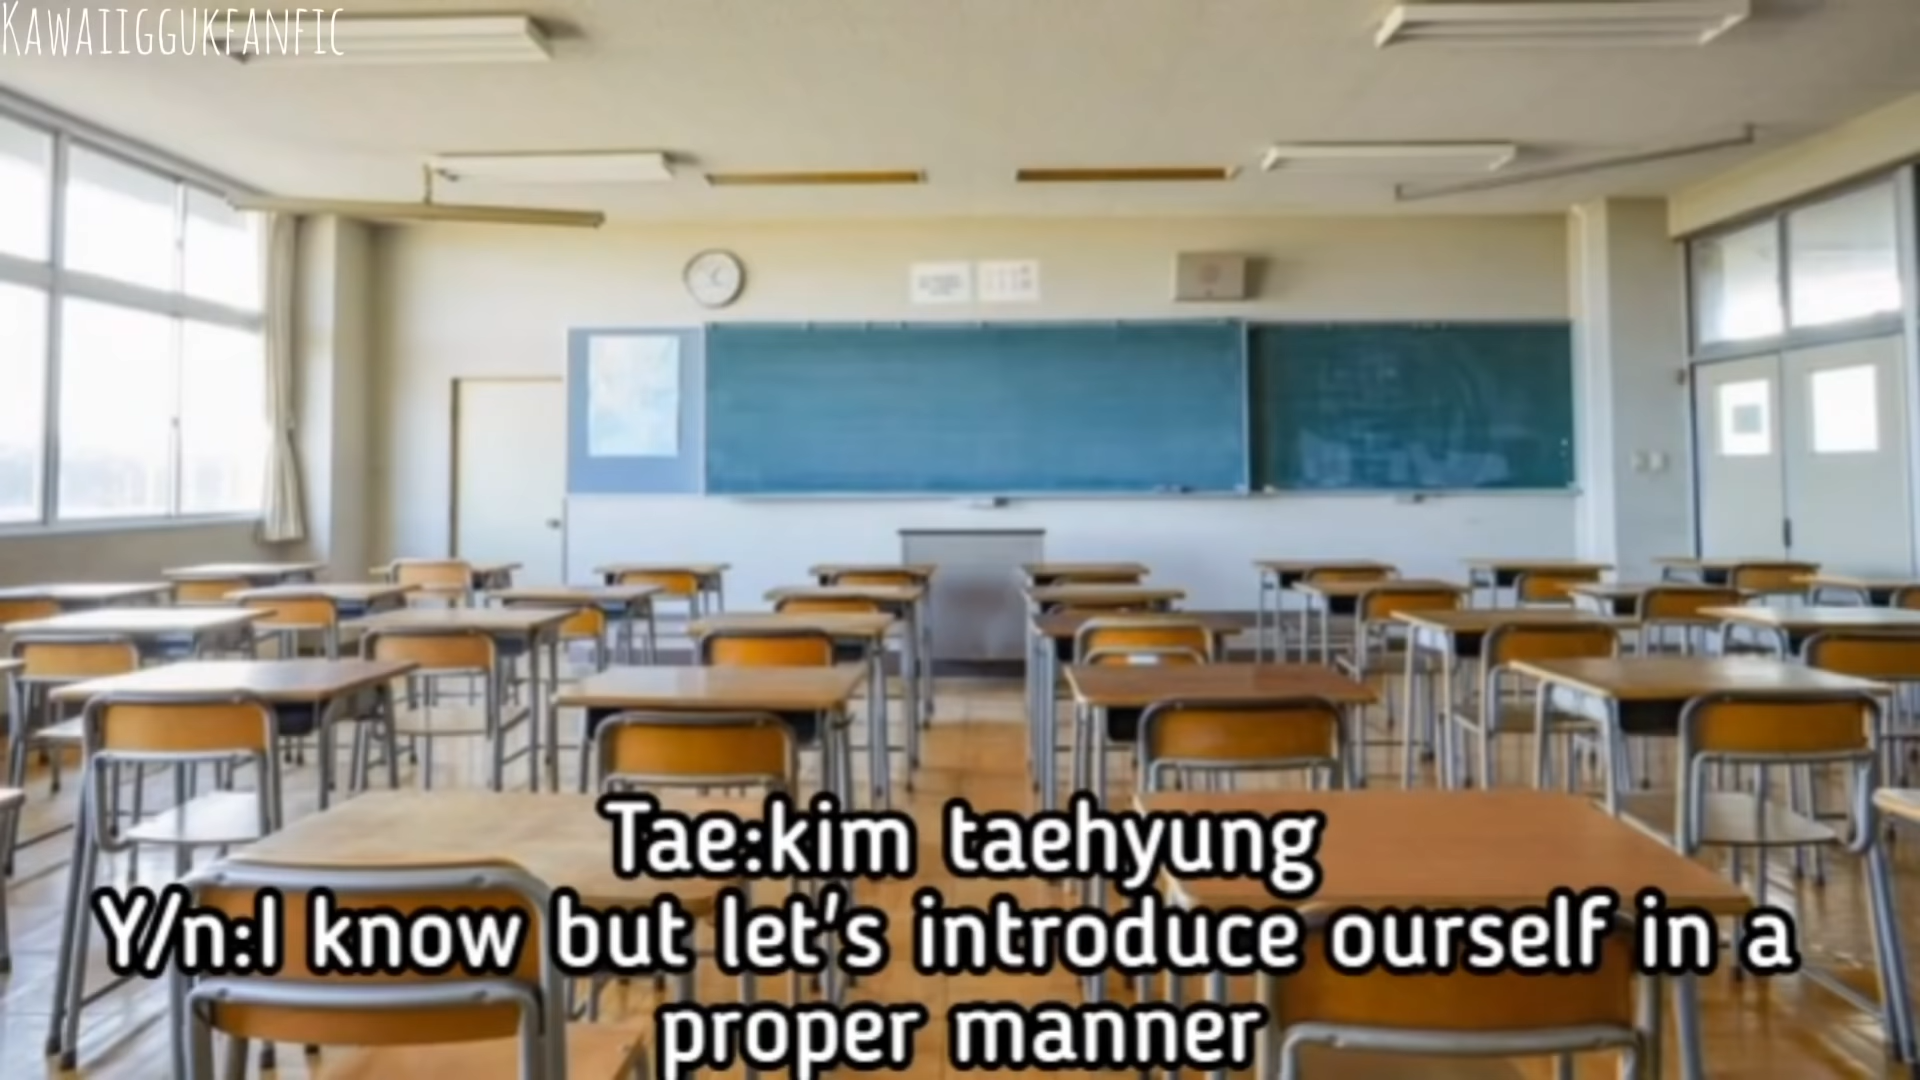 KAWAIIGGUKFANFIC
Tae:kim taehyung
Y/n:I know but let's introduce ourself in a
proper manner